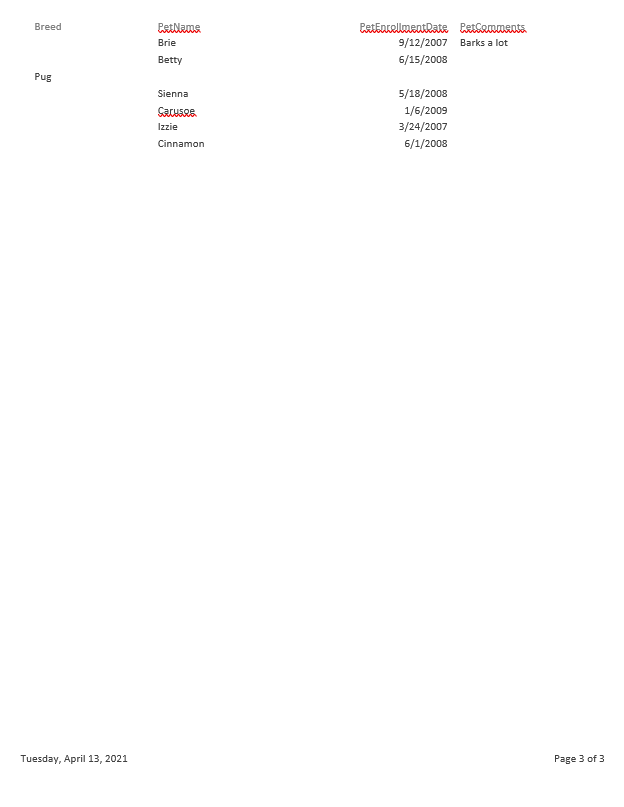 Breed PetName PetEnrollmentDate PetComments
Brie 9/12/2007 Barks a lot
Betty 6/15/2008
Pug
Sienna 5/18/2008
Carusoe 1/6/2009
Izzie 3/24/2007
Cinnamon 6/1/2008
Tuesday, April 13, 2021 Page 3 of 3